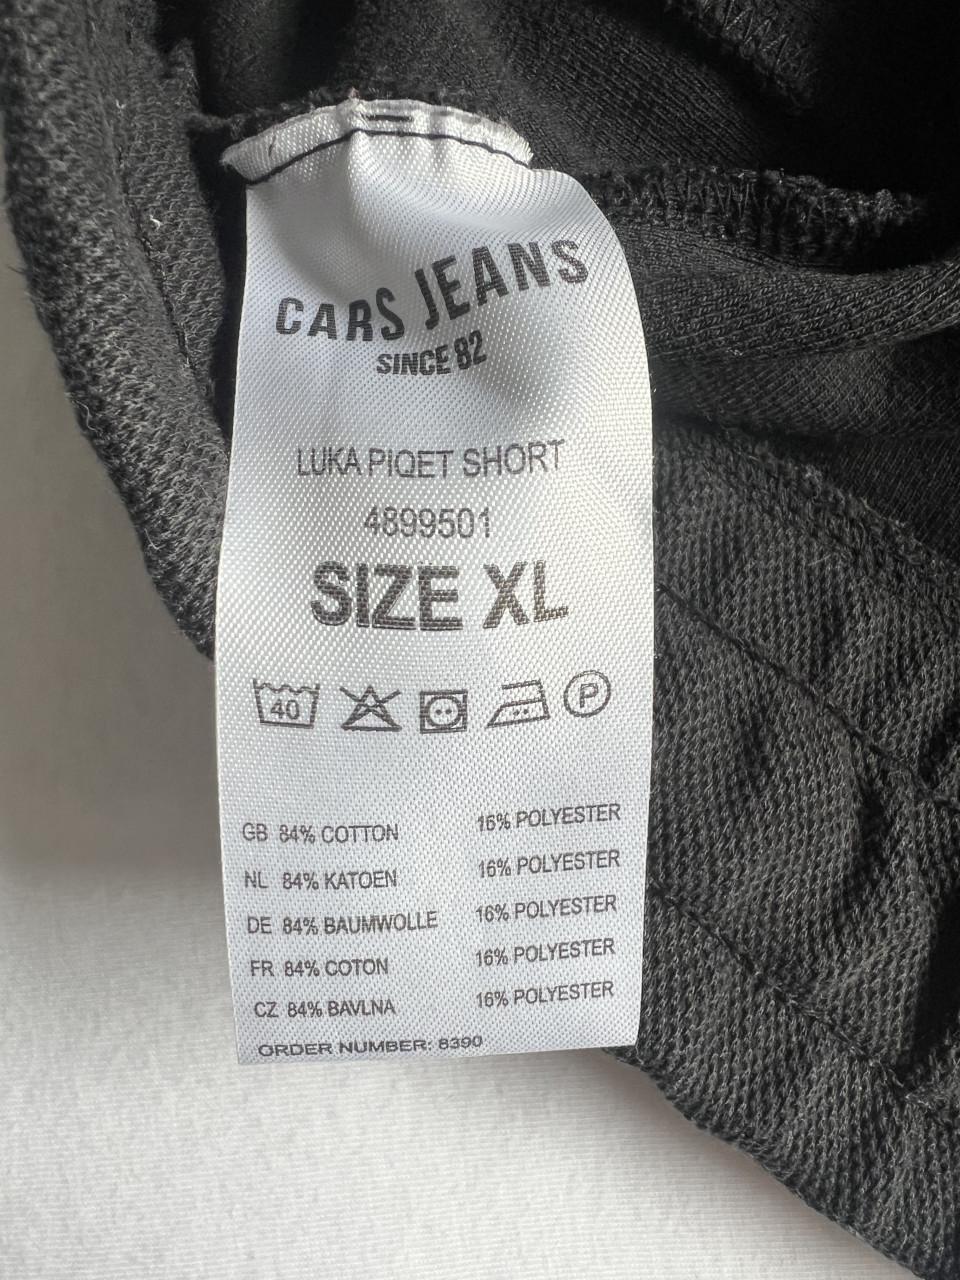 CARS JEANS
SINCE 82
LUKA PIQET SHORT
4899501
SIZE XL
40 P
GB 84% COTTON 16% POLYESTER
NL 84% KATOEN 16% POLYESTER
DE 84% BAUMWOLLE 16% POLYESTER
FR 84% COTON 16% POLYESTER
CZ 84% BAVLNA 16% POLYESTER
ORDER NUMBER: 8390